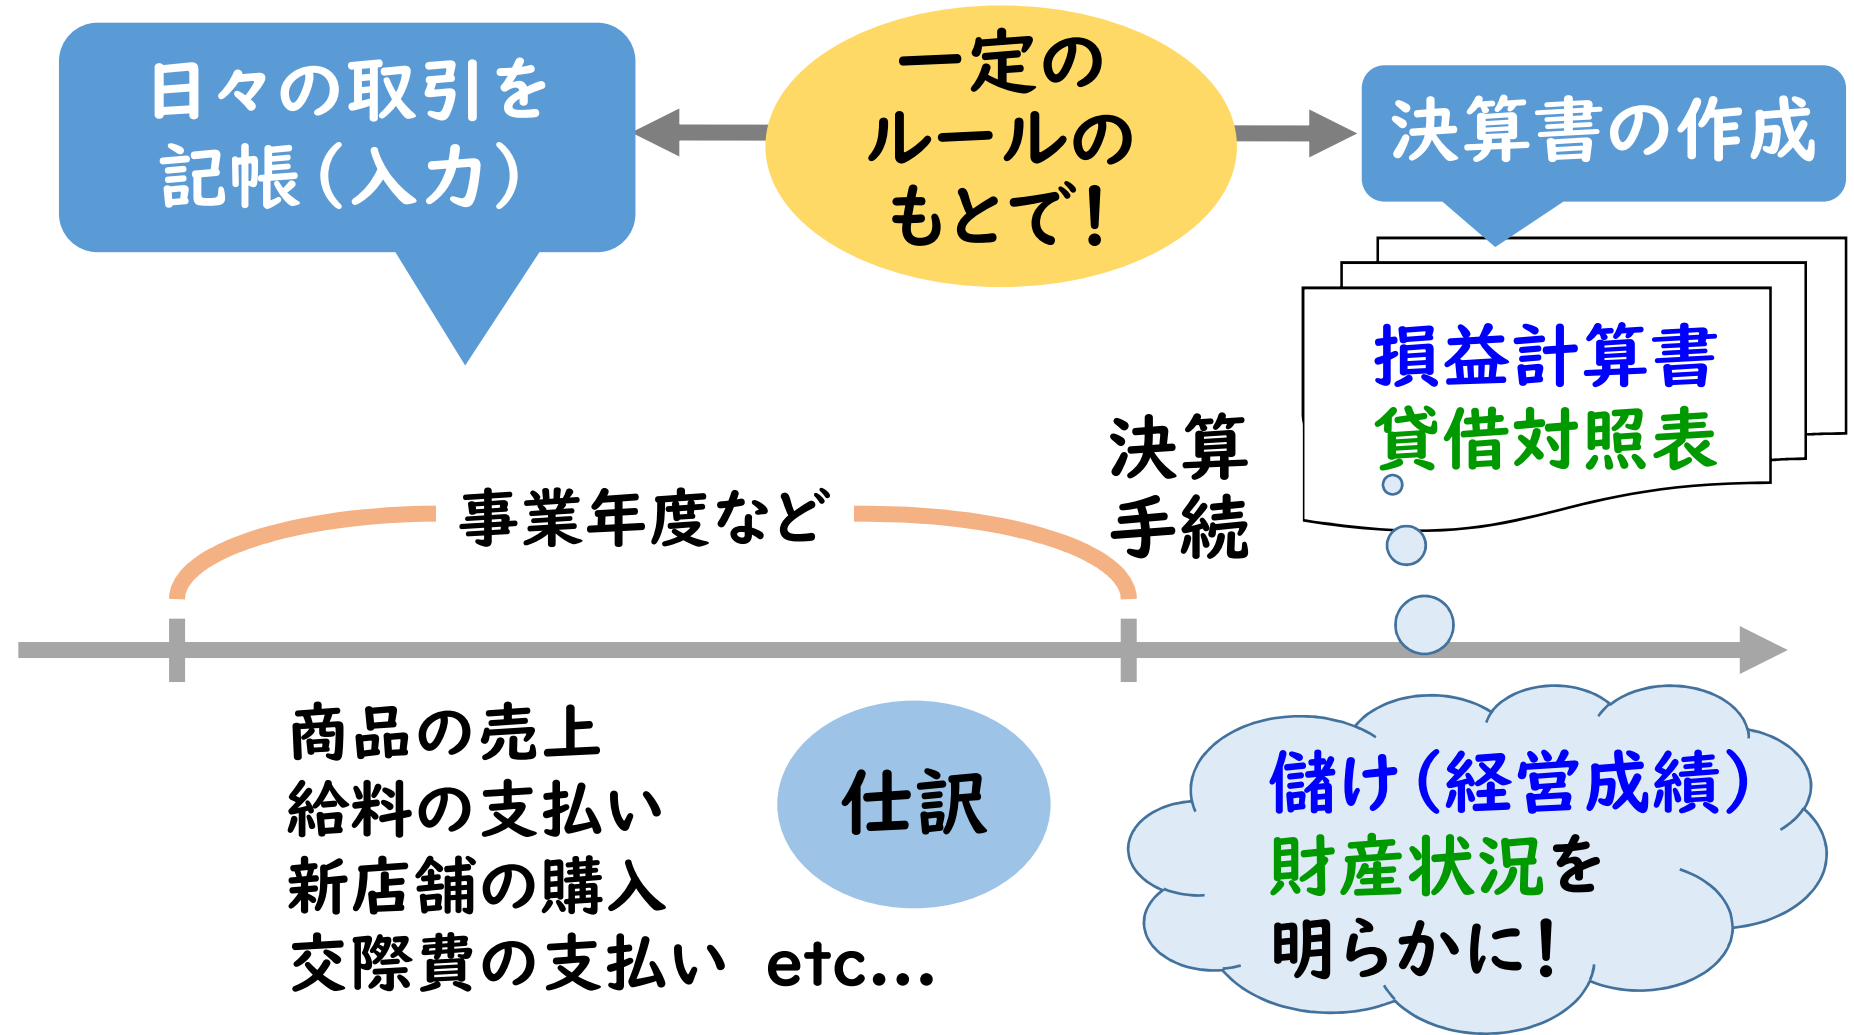 日々の取引を
記帳(入力)
一定の
ルールの
もとで!
決算書の作成
損益計算書
貸借対照表
決算
手続
事業年度など
商品の売上
給料の支払い
新店舗の購入
交際費の支払い etc...
仕訳
儲け(経営成績)
財産状況を
明らかに!